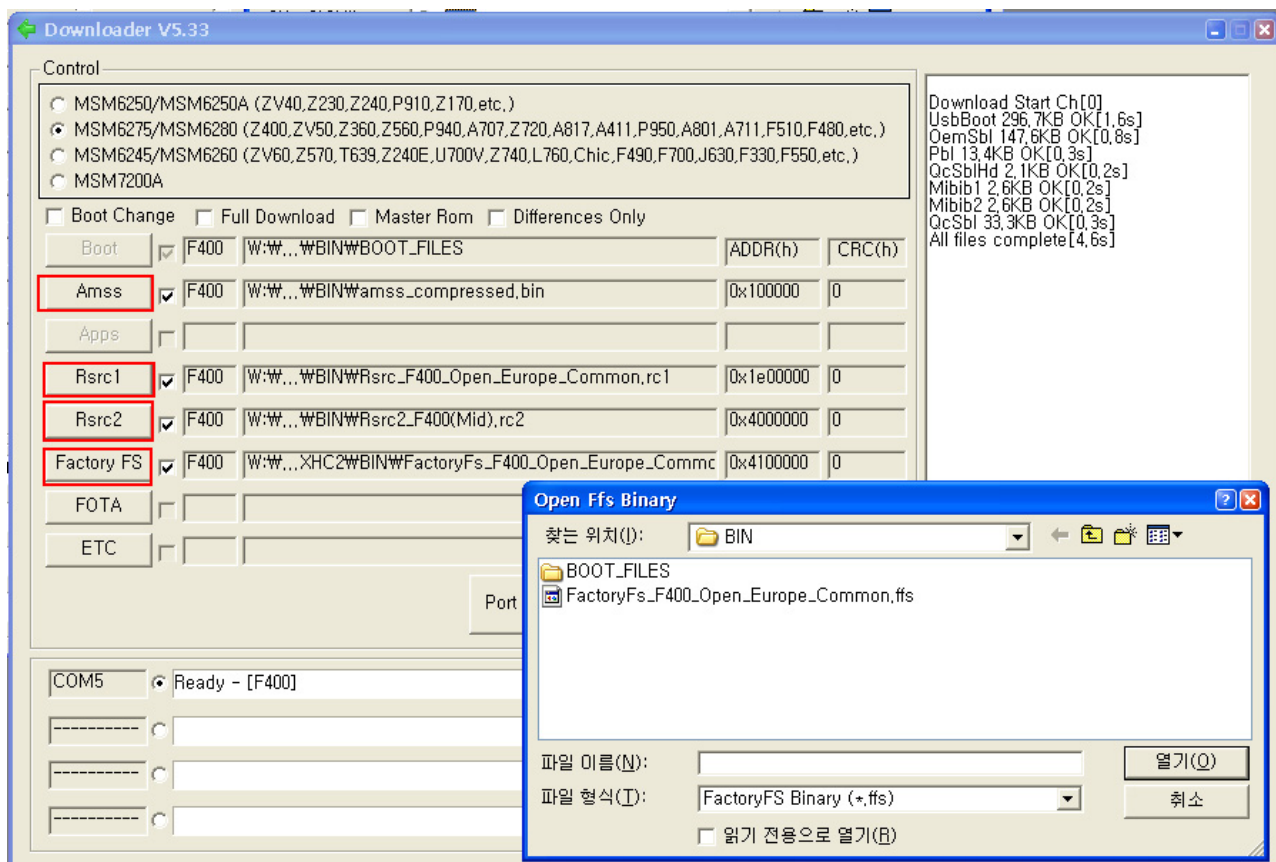 Downloader V5.33
Control
MSM6250/MSM6250A (ZV40,Z230,Z240,P910,Z170,etc,)
MSM6275/MSM6280 (Z400,ZV50,Z360,Z560,P940,A707,Z720,A817,A411,P950,A801,A711,F510,F480,etc,)
MSM6245/MSM6260 (ZV60,Z570,T639,Z240E,U700V,Z740,L760,Chic,F490,F700,J630,F330,F550,etc,)
MSM7200A
Boot Change Full Download Master Rom Differences Only
Boot F400 W:₩,,,₩BIN₩BOOT_FILES ADDR(h) CRC(h)
Amss F400 W:₩,,,₩BIN₩amss_compressed,bin 0x100000 0
Apps
Rsrc1 F400 W:₩,,,₩BIN₩Rsrc_F400_Open_Europe_Common,rc1 0x1e00000 0
Rsrc2 F400 W:₩,,,₩BIN₩Rsrc2_F400(Mid),rc2 0x4000000 0
Factory FS F400 W:₩,,,XHC2₩BIN₩FactoryFs_F400_Open_Europe_Commc 0x4100000 0
FOTA
ETC
Port
COM5 Ready - [F400]
----------
----------
----------
Download Start Ch[0]
UsbBoot 296,7KB OK[1,6s]
OemSbl 147,6KB OK[0,8s]
Pbl 13,4KB OK[0,3s]
QcSblHd 2,1KB OK[0,2s]
Mibib1 2,6KB OK[0,2s]
Mibib2 2,6KB OK[0,2s]
QcSbl 33,3KB OK[0,3s]
All files complete[4,6s]
Open Ffs Binary
찾는 위치(I): BIN
BOOT_FILES
FactoryFs_F400_Open_Europe_Common,ffs
파일 이름(N): 열기(O)
파일 형식(T): FactoryFS Binary (*,ffs) 취소
읽기 전용으로 열기(R)